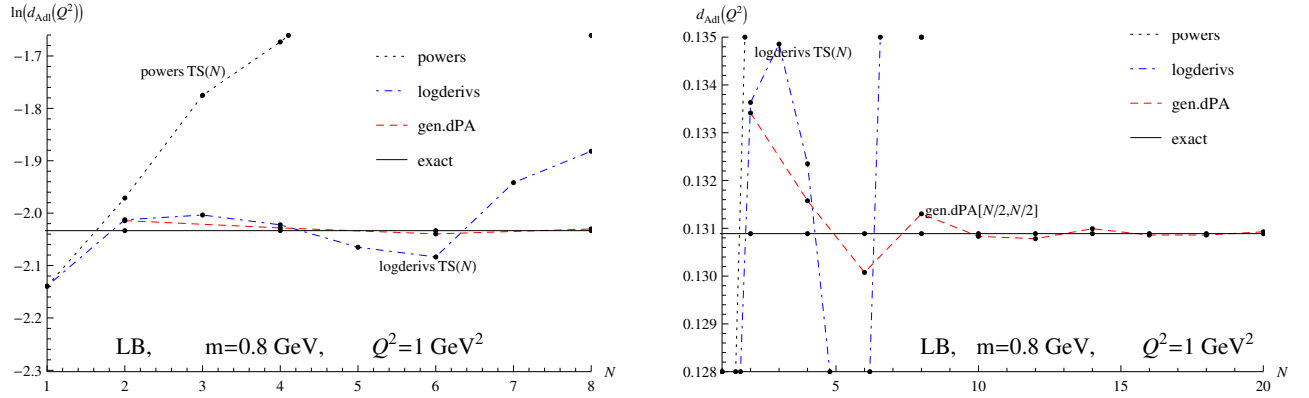 ln(d_Adl(Q²))
−1.7
−1.8
−1.9
−2.0
−2.1
−2.2
−2.3
1 2 3 4 5 6 7 8 N
powers TS(N)
powers
logderivs
gen.dPA
exact
logderivs TS(N)
LB, m=0.8 GeV, Q²=1 GeV²
d_Adl(Q²)
0.135
0.134
0.133
0.132
0.131
0.130
0.129
0.128
5 10 15 20 N
powers
logderivs TS(N)
logderivs
gen.dPA
exact
gen.dPA[N/2,N/2]
LB, m=0.8 GeV, Q²=1 GeV²